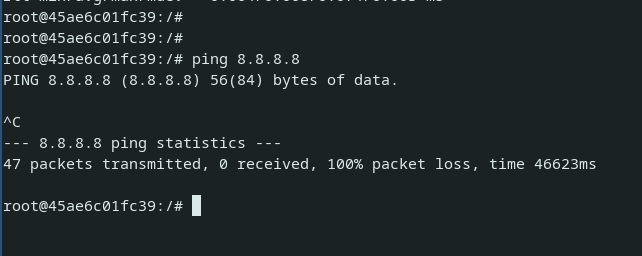 root@45ae6c01fc39:/#
root@45ae6c01fc39:/#
root@45ae6c01fc39:/# ping 8.8.8.8
PING 8.8.8.8 (8.8.8.8) 56(84) bytes of data.
^C
--- 8.8.8.8 ping statistics ---
47 packets transmitted, 0 received, 100% packet loss, time 46623ms
root@45ae6c01fc39:/#